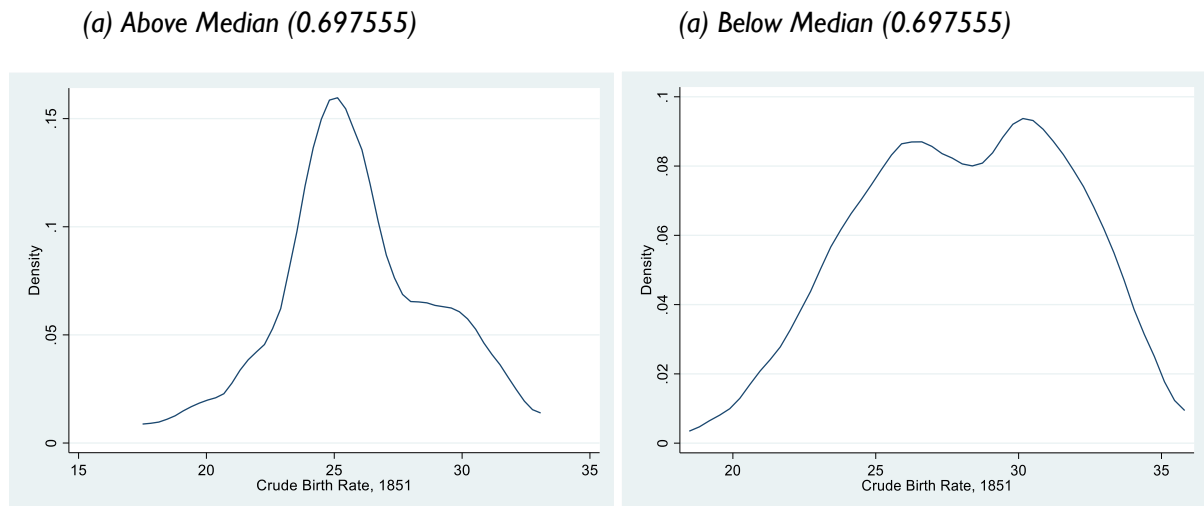 (a) Above Median (0.697555)
(a) Below Median (0.697555)
.15
.1
.05
0
Density
15 20 25 30 35
Crude Birth Rate, 1851
.1
.08
.06
.04
.02
0
Density
20 25 30 35
Crude Birth Rate, 1851